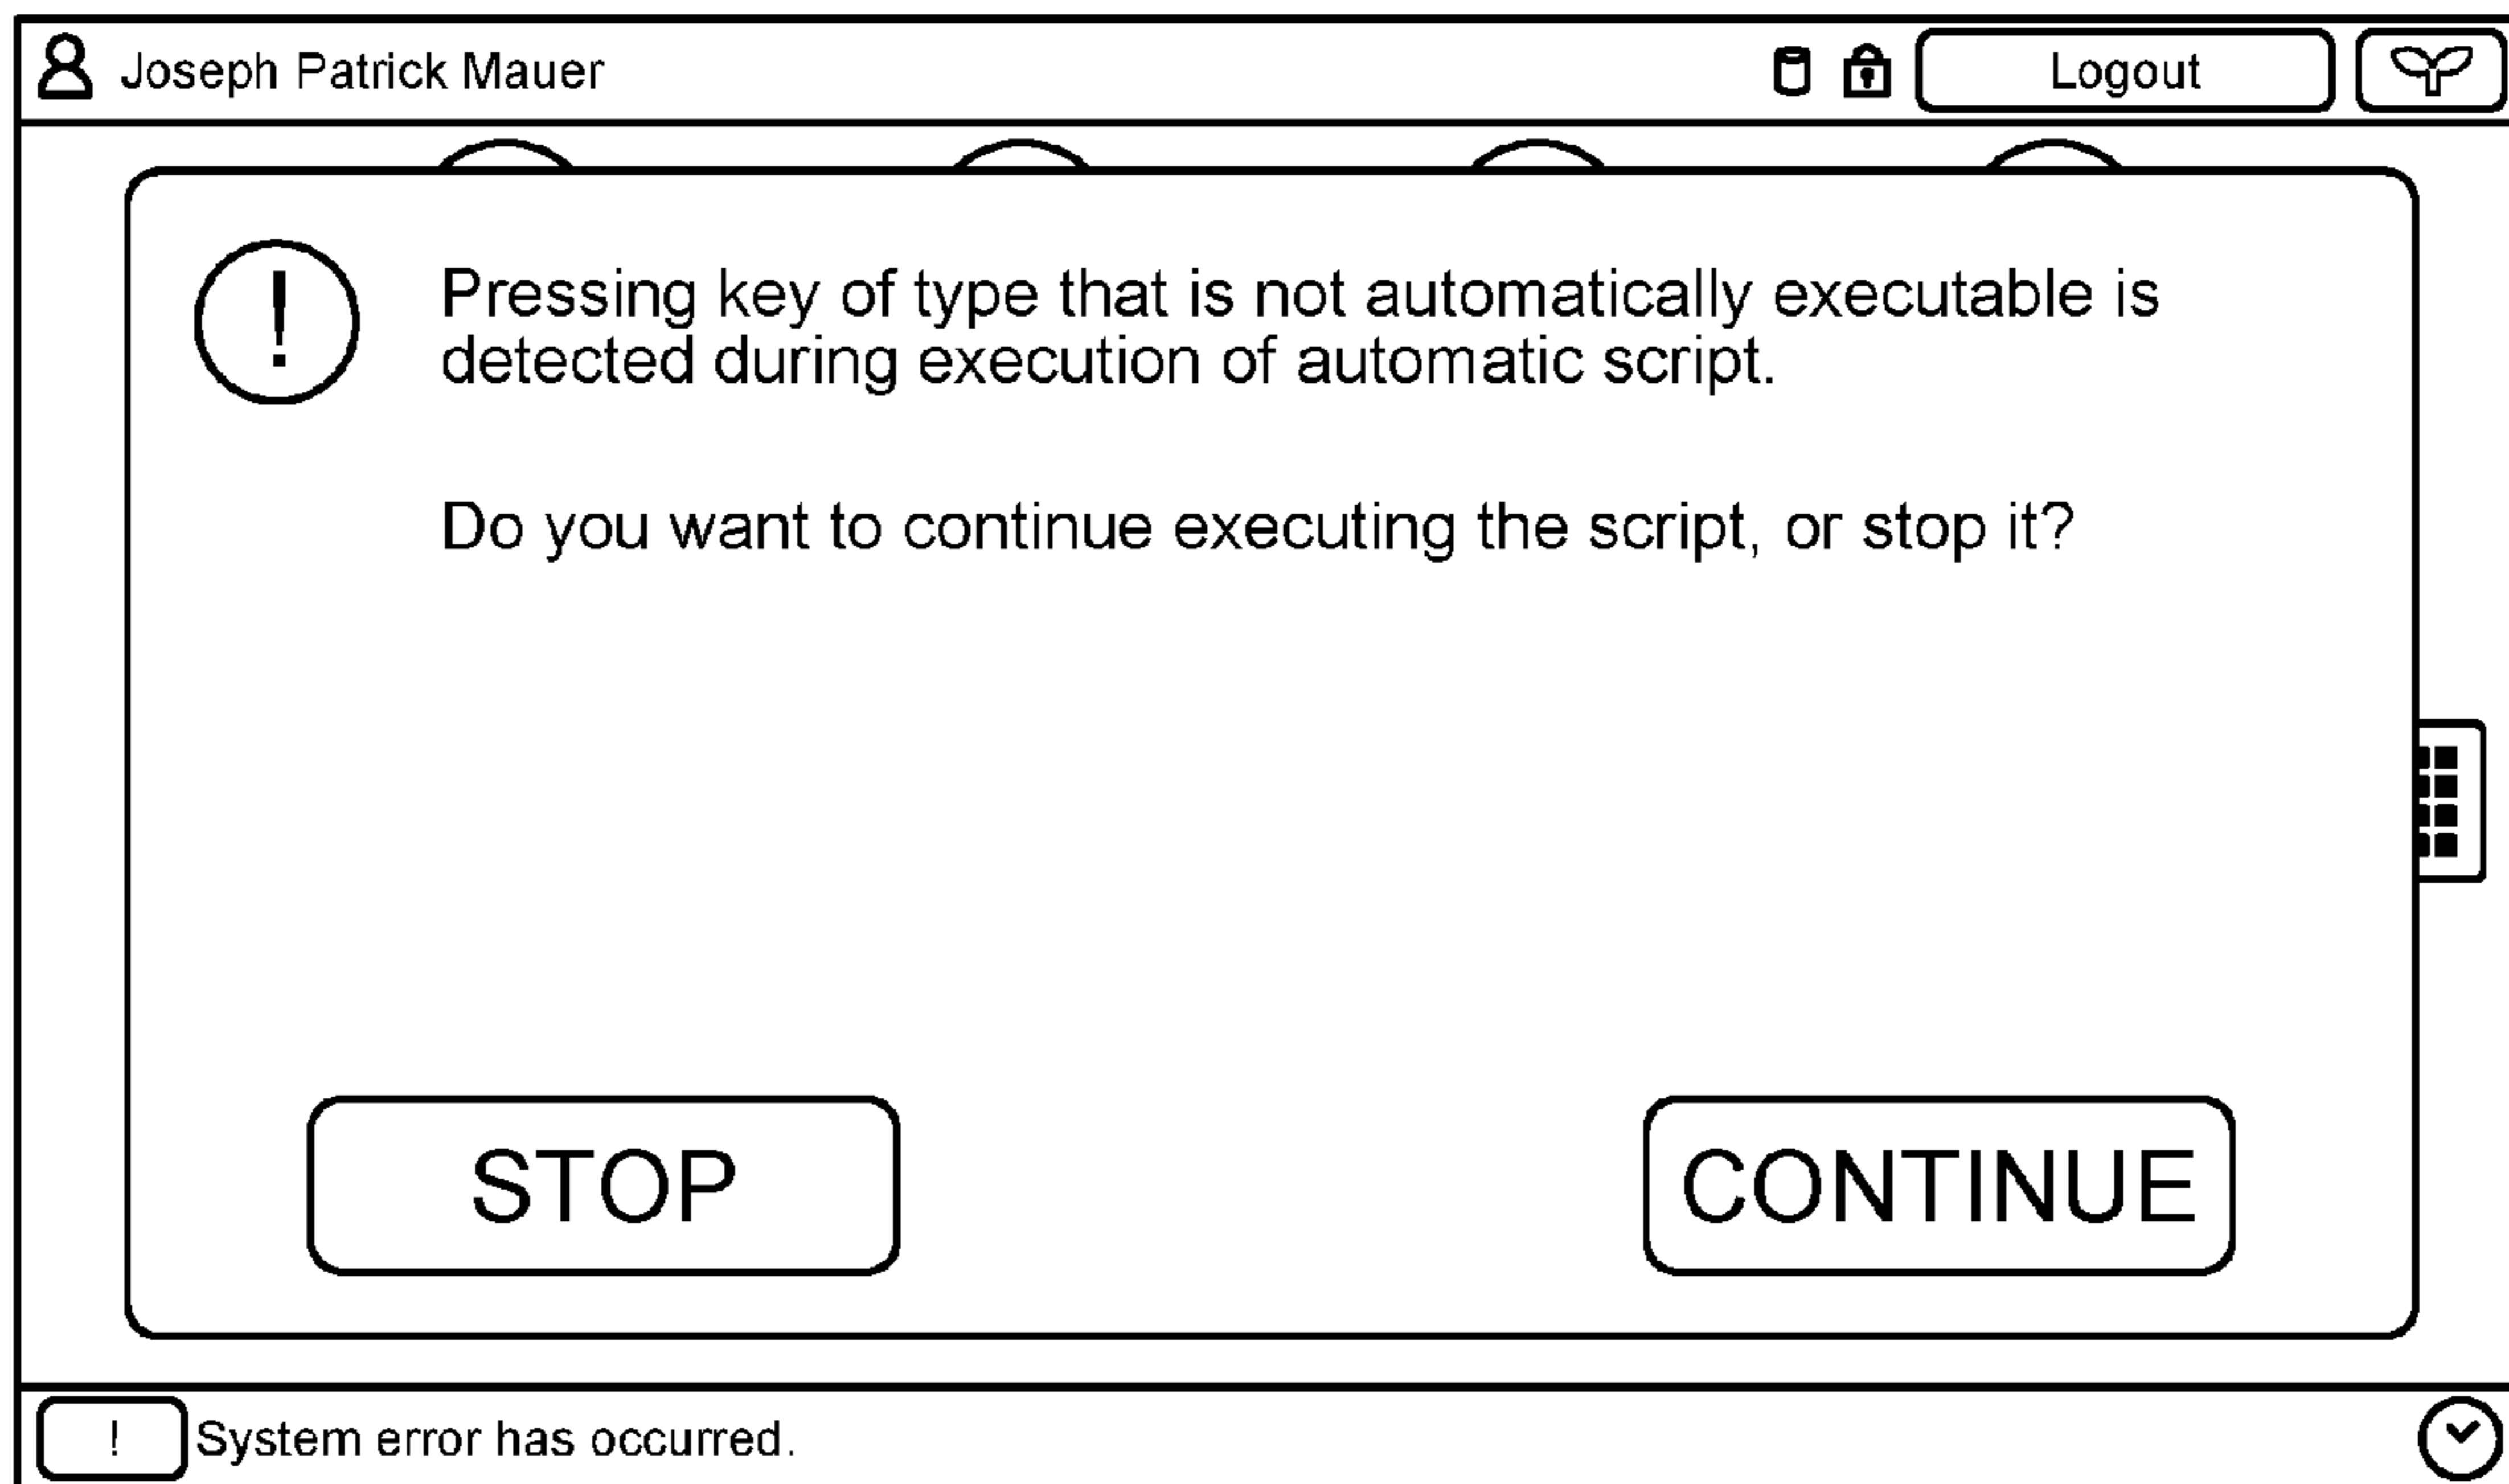 Joseph Patrick Mauer
Logout
!
Pressing key of type that is not automatically executable is
detected during execution of automatic script.
Do you want to continue executing the script, or stop it?
STOP
CONTINUE
!
System error has occurred.